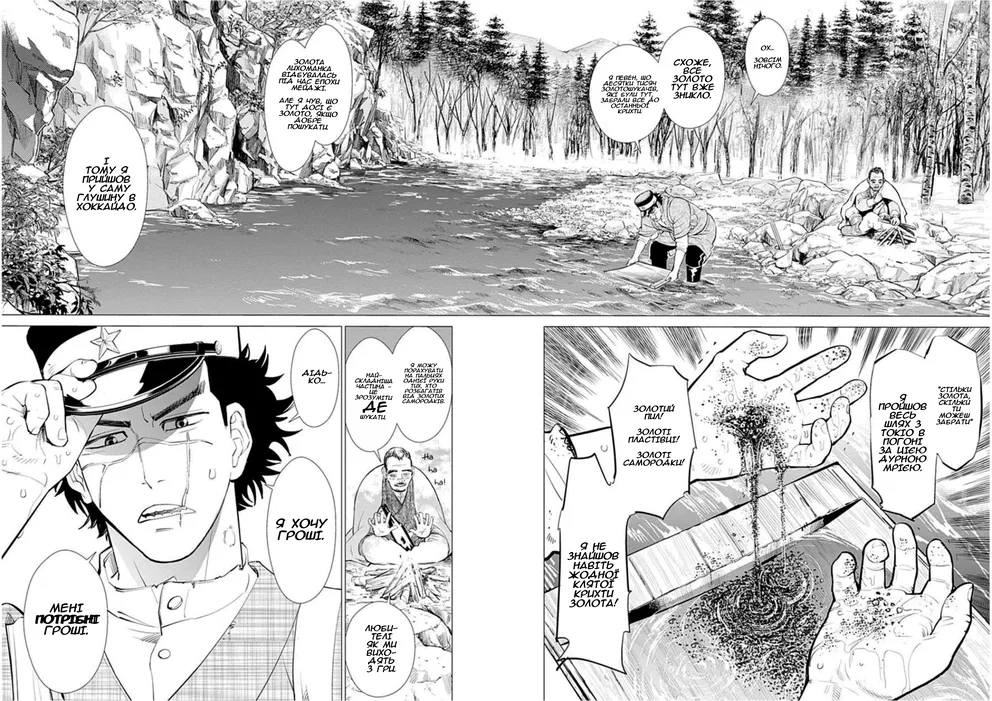 ОХ...
ЗОВСІМ
НІЧОГО.
СХОЖЕ,
ВСЕ
ЗОЛОТО
ТУТ ВЖЕ
ЗНИКЛО.
Я ПЕВЕН, ЩО
ДЕСЯТКИ ТИСЯЧ
ЗОЛОТОШУКАЧІВ,
ЯКІ БУЛИ ТУТ,
ЗАБРАЛИ ВСЕ ДО
ОСТАННЬОЇ
КРИХТИ.
ЗОЛОТА
ЛИХОМАНКА
ВІДБУВАЛАСЬ
ПІД ЧАС ЕПОХИ
МЕЙДЖІ.
АЛЕ Я ЧУВ, ЩО
ТУТ ДОСІ Є
ЗОЛОТО, ЯКЩО
ДОБРЕ
ПОШУКАТИ.
І
ТОМУ Я
ПРИЙШОВ
У САМУ
ГЛУШИНУ В
ХОККАЙДО.
"СТІЛЬКИ
ЗОЛОТА,
СКІЛЬКИ
ТИ
МОЖЕШ
ЗАБРАТИ"
Я
ПРОЙШОВ
ВЕСЬ
ШЛЯХ З
ТОКІО В
ПОГОНІ
ЗА ЦІЄЮ
ДУРНОЮ
МРІЄЮ.
ЗОЛОТИЙ
ПИЛ!
ЗОЛОТІ
ПЛАСТІВЦІ!
ЗОЛОТІ
САМОРОДКИ!
Я НЕ
ЗНАЙШОВ
НАВІТЬ
ЖОДНОЇ
КЛЯТОЇ
КРИХТИ
ЗОЛОТА!
Я МОЖУ
ПОРАХУВАТИ
НА ПАЛЬЦЯХ
ОДНІЄЇ РУКИ
ТИХ, ХТО
РОЗБАГАТІВ
ВІД ЗОЛОТИХ
САМОРОДКІВ.
НАЙ-
СКЛАДНІША
ЧАСТИНА -
ЦЕ
ЗРОЗУМІТИ
ДЕ
ШУКАТИ.
Ha
ha
ha!
ЛЮБИ-
ТЕЛІ
ЯК МИ
ВИХО-
ДЯТЬ
З ГРИ.
ДІДЬ-
КО...
Я ХОЧУ
ГРОШІ.
МЕНІ
ПОТРІБНІ
ГРОШІ.